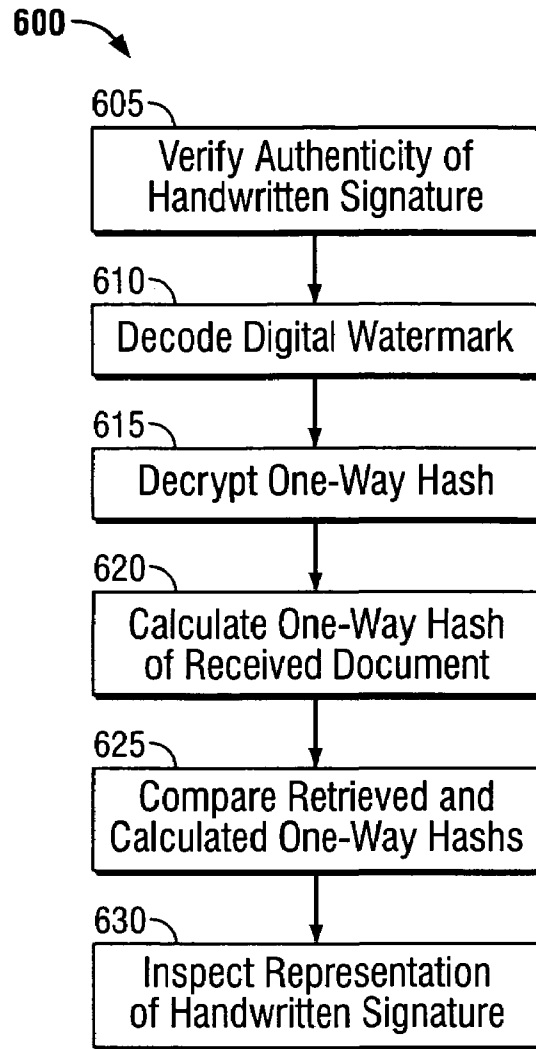 600
605
Verify Authenticity of
Handwritten Signature
610
Decode Digital Watermark
615
Decrypt One-Way Hash
620
Calculate One-Way Hash
of Received Document
625
Compare Retrieved and
Calculated One-Way Hashs
630
Inspect Representation
of Handwritten Signature